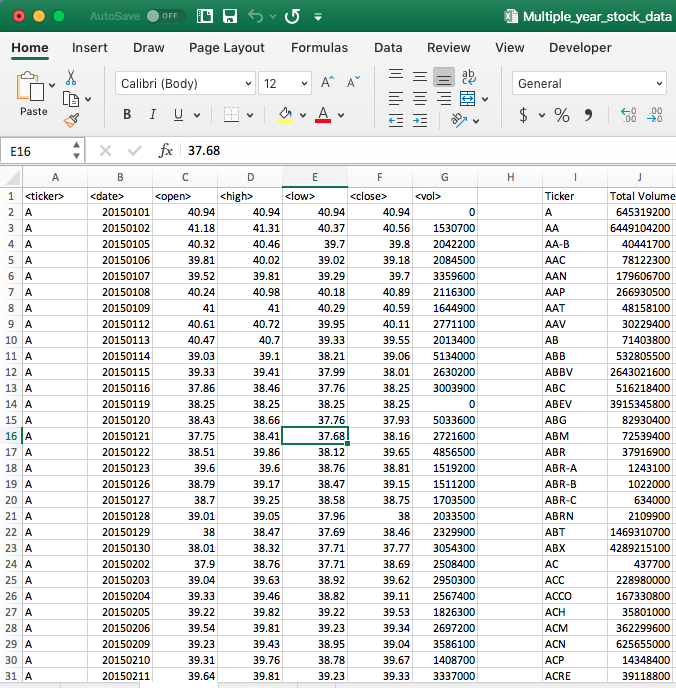 AutoSave OFF Multiple_year_stock_data
Home Insert Draw Page Layout Formulas Data Review View Developer
Paste Calibri (Body) 12 A^ A˅ ab c General
B I U A $ % 9 .00 .00 .0
E16 fx 37.68
A B C D E F G H I J
1 <ticker> <date> <open> <high> <low> <close> <vol> Ticker Total Volume
2 A 20150101 40.94 40.94 40.94 40.94 0 A 645319200
3 A 20150102 41.18 41.31 40.37 40.56 1530700 AA 6449104200
4 A 20150105 40.32 40.46 39.7 39.8 2042200 AA-B 40441700
5 A 20150106 39.81 40.02 39.02 39.18 2084500 AAC 78122300
6 A 20150107 39.52 39.81 39.29 39.7 3359600 AAN 179606700
7 A 20150108 40.24 40.98 40.18 40.89 2116300 AAP 266930500
8 A 20150109 41 41 40.29 40.59 1644900 AAT 48158100
9 A 20150112 40.61 40.72 39.95 40.11 2771100 AAV 30229400
10 A 20150113 40.47 40.7 39.33 39.55 2013400 AB 71403800
11 A 20150114 39.03 39.1 38.21 39.06 5134000 ABB 532805500
12 A 20150115 39.33 39.41 37.99 38.01 2630200 ABBV 2643021600
13 A 20150116 37.86 38.46 37.76 38.25 3003900 ABC 516218400
14 A 20150119 38.25 38.25 38.25 38.25 0 ABEV 3915345800
15 A 20150120 38.43 38.66 37.76 37.93 5033600 ABG 82930400
16 A 20150121 37.75 38.41 37.68 38.16 2721600 ABM 72539400
17 A 20150122 38.51 39.86 38.12 39.65 4856500 ABR 37916900
18 A 20150123 39.6 39.6 38.76 38.81 1519200 ABR-A 1243100
19 A 20150126 38.79 39.17 38.47 39.15 1511200 ABR-B 1022000
20 A 20150127 38.7 39.25 38.58 38.75 1703500 ABR-C 634000
21 A 20150128 39.01 39.05 37.96 38 2033500 ABRN 2109900
22 A 20150129 38 38.47 37.69 38.46 2329900 ABT 1469310700
23 A 20150130 38.01 38.32 37.71 37.77 3054300 ABX 4289215100
24 A 20150202 37.9 38.76 37.71 38.69 2508400 AC 437700
25 A 20150203 39.04 39.63 38.92 39.62 2950300 ACC 228980000
26 A 20150204 39.33 39.46 38.82 39.11 2567400 ACCO 167330800
27 A 20150205 39.22 39.82 39.22 39.53 1826300 ACH 35801000
28 A 20150206 39.54 39.81 39.23 39.34 2697200 ACM 362299600
29 A 20150209 39.23 39.43 38.95 39.04 3586100 ACN 625655000
30 A 20150210 39.31 39.76 38.78 39.67 1408700 ACP 14348400
31 A 20150211 39.64 39.81 39.23 39.33 3337000 ACRE 39118800